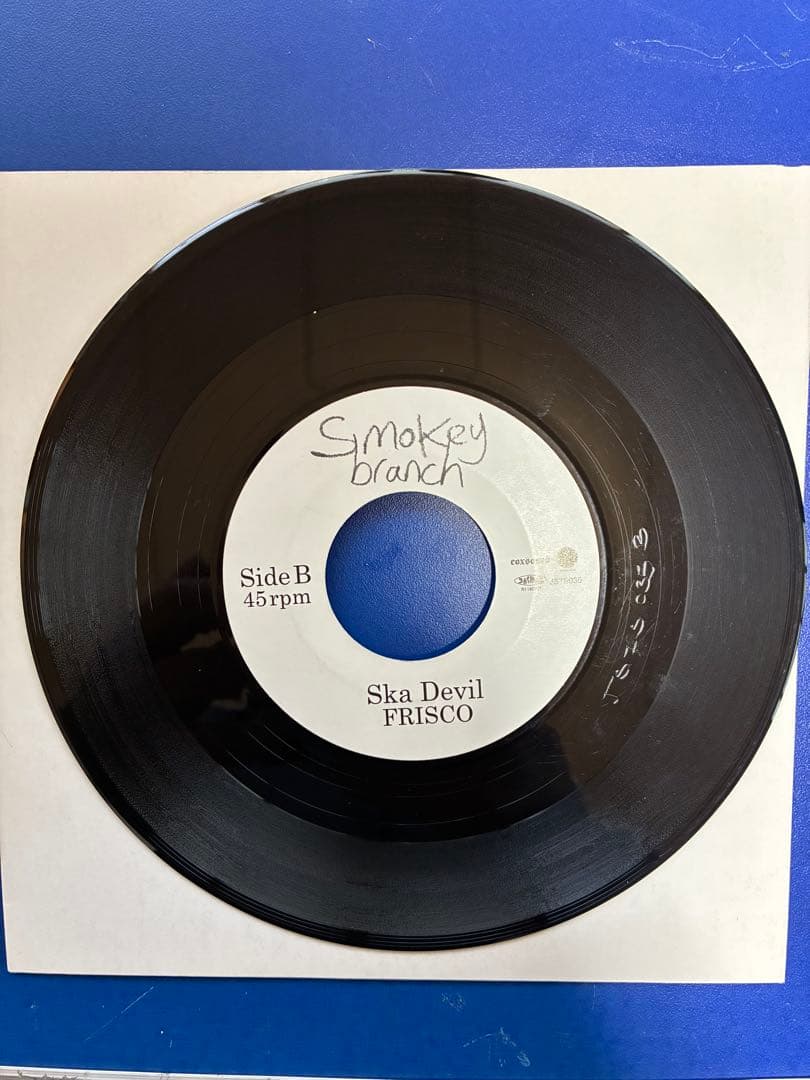 Smokey
branch
Side B
45 rpm
Ska Devil
FRISCO